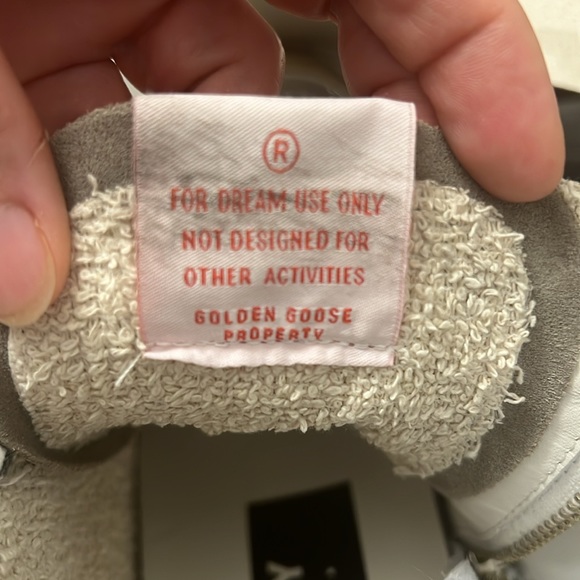 ®
FOR DREAM USE ONLY
NOT DESIGNED FOR
OTHER ACTIVITIES
GOLDEN GOOSE
PROPERTY
Y